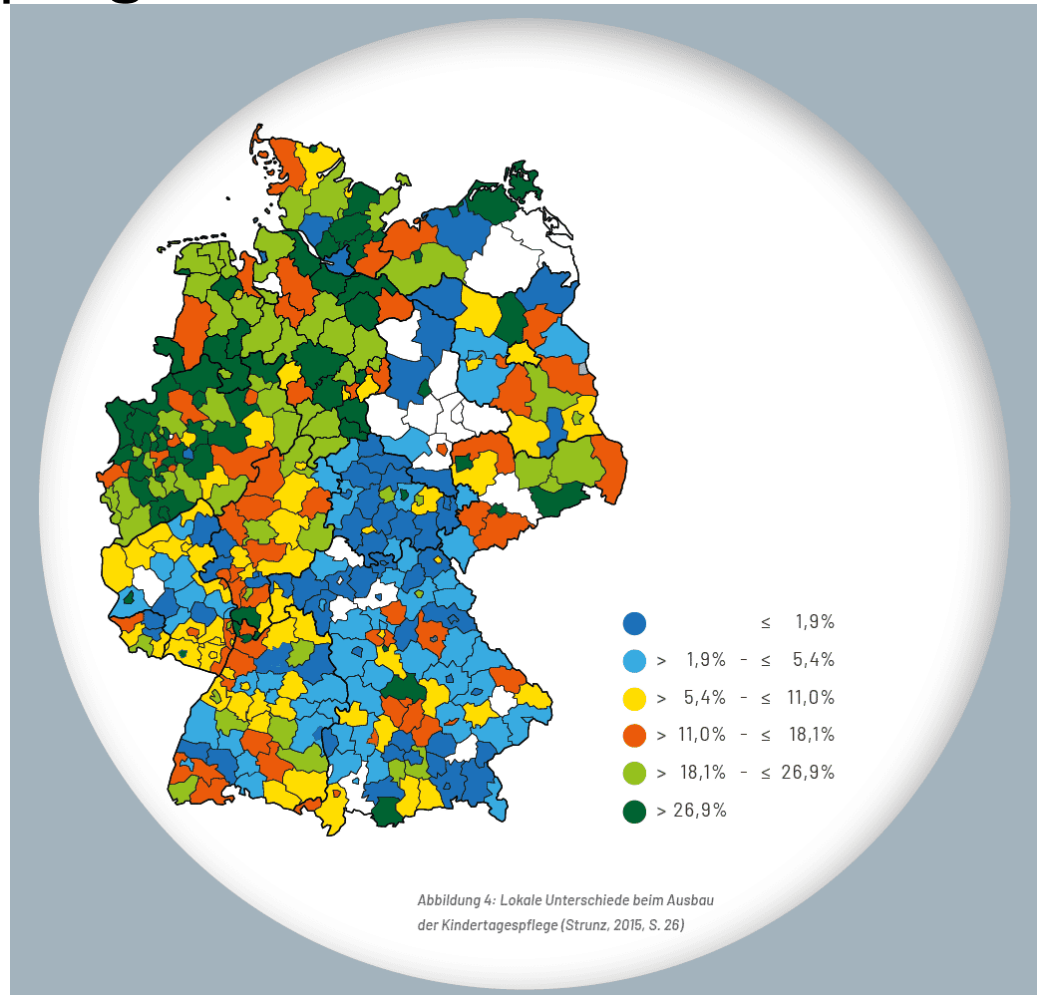 ≤ 1,9%
> 1,9% - ≤ 5,4%
> 5,4% - ≤ 11,0%
> 11,0% - ≤ 18,1%
> 18,1% - ≤ 26,9%
> 26,9%
Abbildung 4: Lokale Unterschiede beim Ausbau
der Kindertagespflege (Strunz, 2015, S. 26)